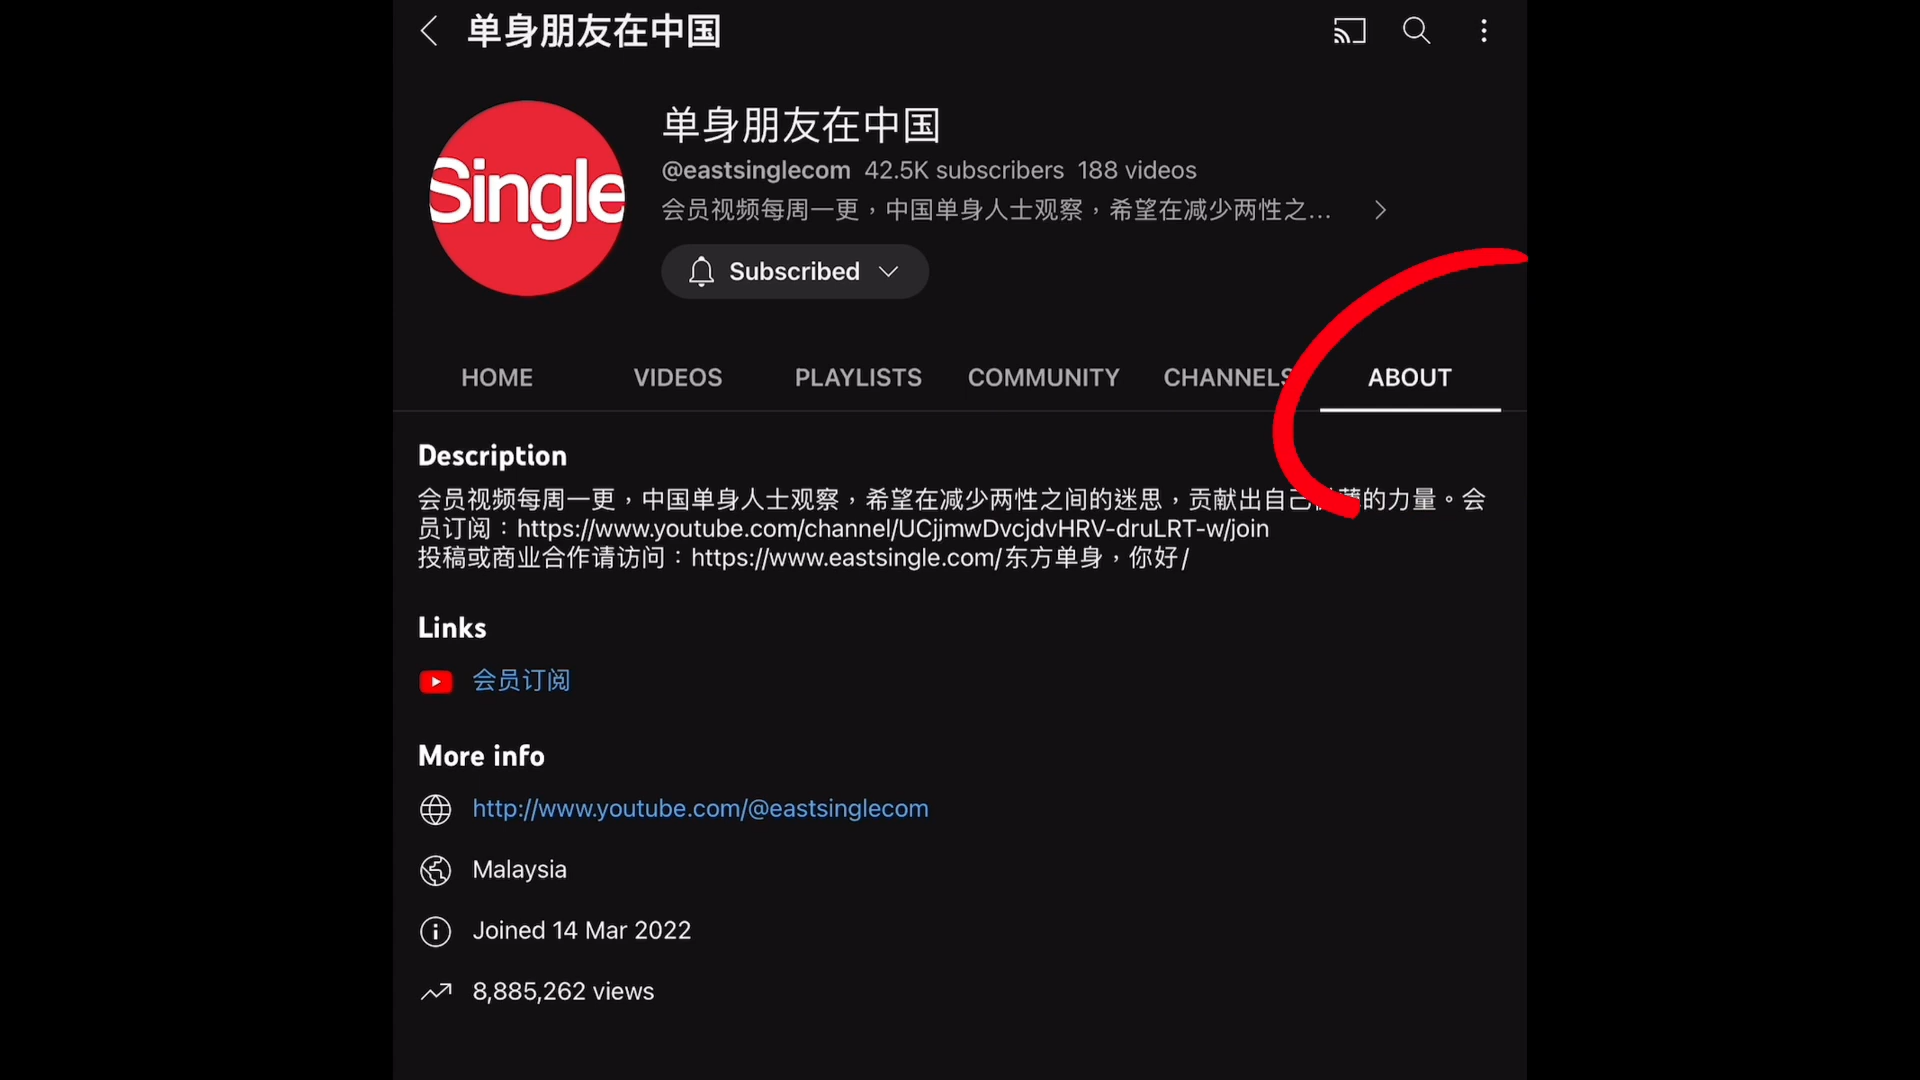 单身朋友在中国
Single
单身朋友在中国
@eastsinglecom 42.5K subscribers 188 videos
会员视频每周一更，中国单身人士观察，希望在减少两性之...
Subscribed
HOME VIDEOS PLAYLISTS COMMUNITY CHANNELS ABOUT
Description
会员视频每周一更，中国单身人士观察，希望在减少两性之间的迷思，贡献出自己的力量。会
员订阅：https://www.youtube.com/channel/UCjjmwDvcjdvHRV-druLRT-w/join
投稿或商业合作请访问：https://www.eastsingle.com/东方单身，你好/
Links
会员订阅
More info
http://www.youtube.com/@eastsinglecom
Malaysia
Joined 14 Mar 2022
8,885,262 views